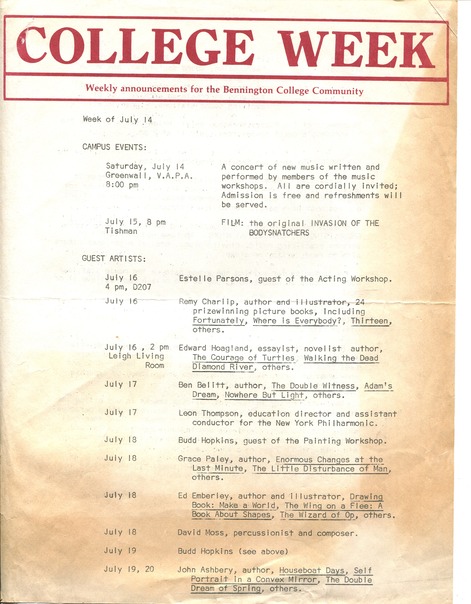 COLLEGE WEEK
Weekly announcements for the Bennington College Community
Week of July 14
CAMPUS EVENTS:
Saturday, July 14 A concert of new music written and
Greenwall, V.A.P.A. performed by members of the music
8:00 pm workshops. All are cordially invited;
Admission is free and refreshments will
be served.
July 15, 8 pm FILM: the original INVASION OF THE
Tishman BODYSNATCHERS
GUEST ARTISTS:
July 16 Estelle Parsons, guest of the Acting Workshop.
4 pm, D207
July 16 Remy Charlip, author and illustrator, 24
prizewinning picture books, including
Fortunately, Where is Everybody?, Thirteen,
others.
July 16 , 2 pm Edward Hoagland, essayist, novelist author,
Leigh Living The Courage of Turtles Walking the Dead
Room Diamond River, others.
July 17 Ben Belitt, author, The Double Witness, Adam's
Dream, Nowhere But Light, others.
July 17 Leon Thompson, education director and assistant
conductor for the New York Philharmonic.
July 18 Budd Hopkins, guest of the Painting Workshop.
July 18 Grace Paley, author, Enormous Changes at the
Last Minute, The Little Disturbance of Man,
others.
July 18 Ed Emberley, author and illustrator, Drawing
Book: Make a World, The Wing on a Flee: A
Book About Shapes, The Wizard of Op, others.
July 18 David Moss, percussionist and composer.
July 19 Budd Hopkins (see above)
July 19, 20 John Ashbery, author, Houseboat Days, Self
Portrait in a Convex Mirror, The Double
Dream of Spring, others.